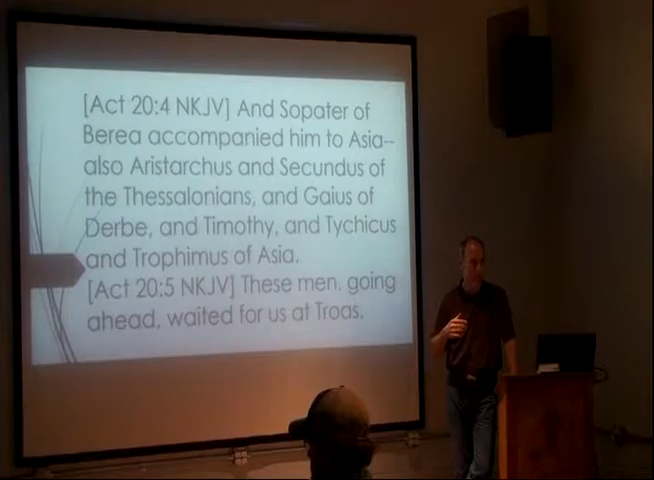 [Act 20:4 NKJV] And Sopater of
Berea accompanied him to Asia--
also Aristarchus and Secundus of
the Thessalonians, and Gaius of
Derbe, and Timothy, and Tychicus
and Trophimus of Asia.
[Act 20:5 NKJV] These men, going
ahead, waited for us at Troas.